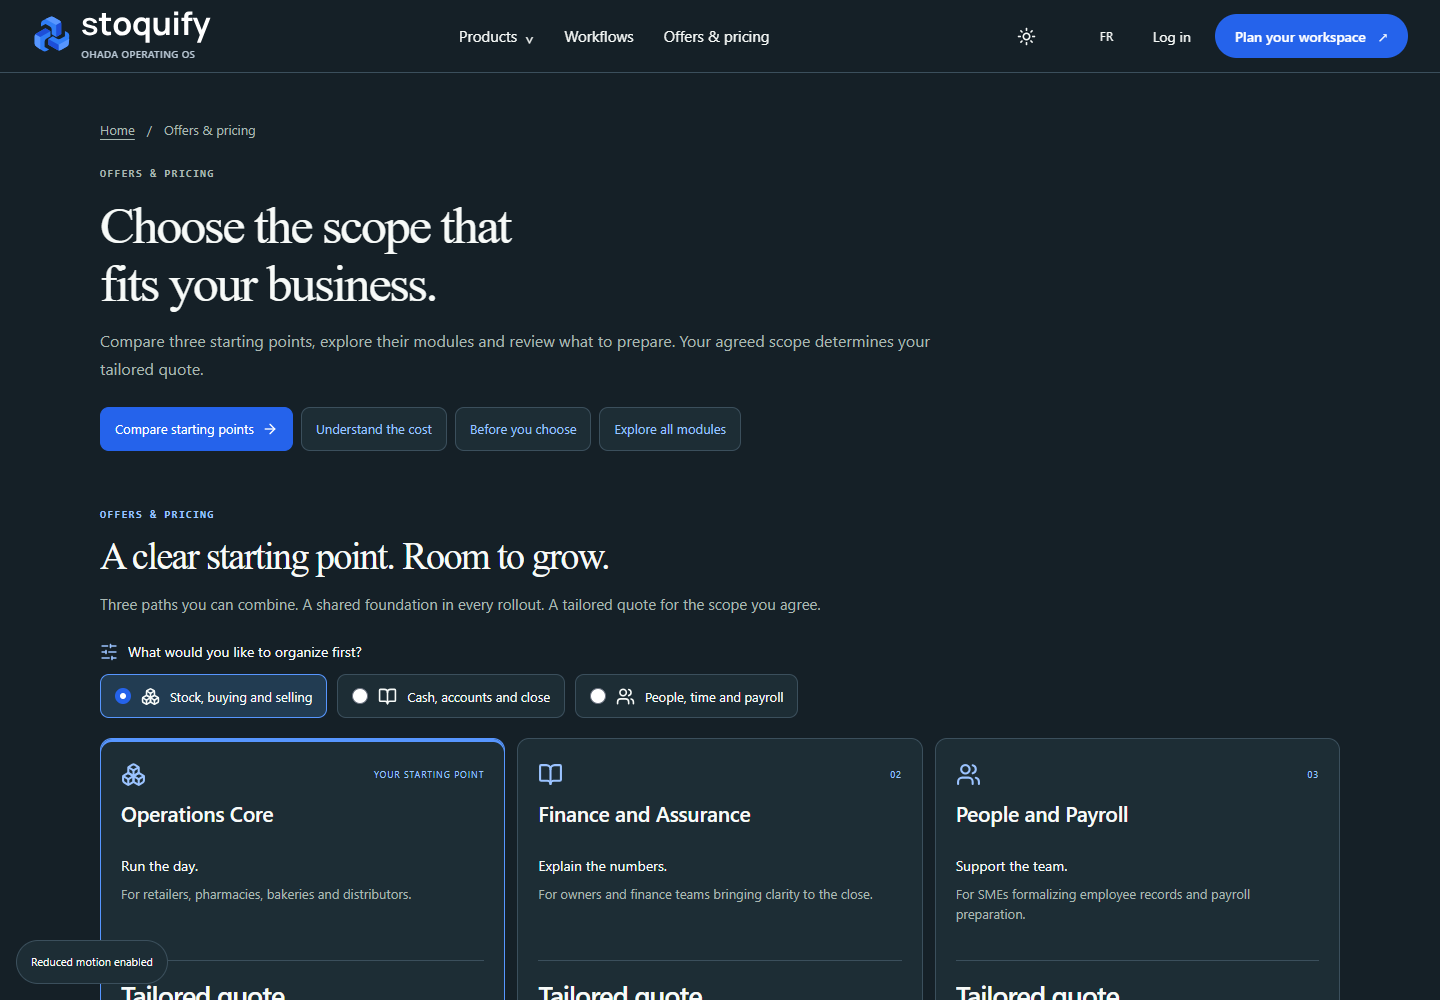 stoquify
OHADA OPERATING OS
Products
Workflows
Offers & pricing
FR
Log in
Plan your workspace ↗
Home / Offers & pricing
OFFERS & PRICING
Choose the scope that
fits your business.
Compare three starting points, explore their modules and review what to prepare. Your agreed scope determines your
tailored quote.
Compare starting points →
Understand the cost
Before you choose
Explore all modules
OFFERS & PRICING
A clear starting point. Room to grow.
Three paths you can combine. A shared foundation in every rollout. A tailored quote for the scope you agree.
What would you like to organize first?
Stock, buying and selling
Cash, accounts and close
People, time and payroll
YOUR STARTING POINT
Operations Core
Run the day.
For retailers, pharmacies, bakeries and distributors.
Tailored quote
02
Finance and Assurance
Explain the numbers.
For owners and finance teams bringing clarity to the close.
Tailored quote
03
People and Payroll
Support the team.
For SMEs formalizing employee records and payroll
preparation.
Tailored quote
Reduced motion enabled